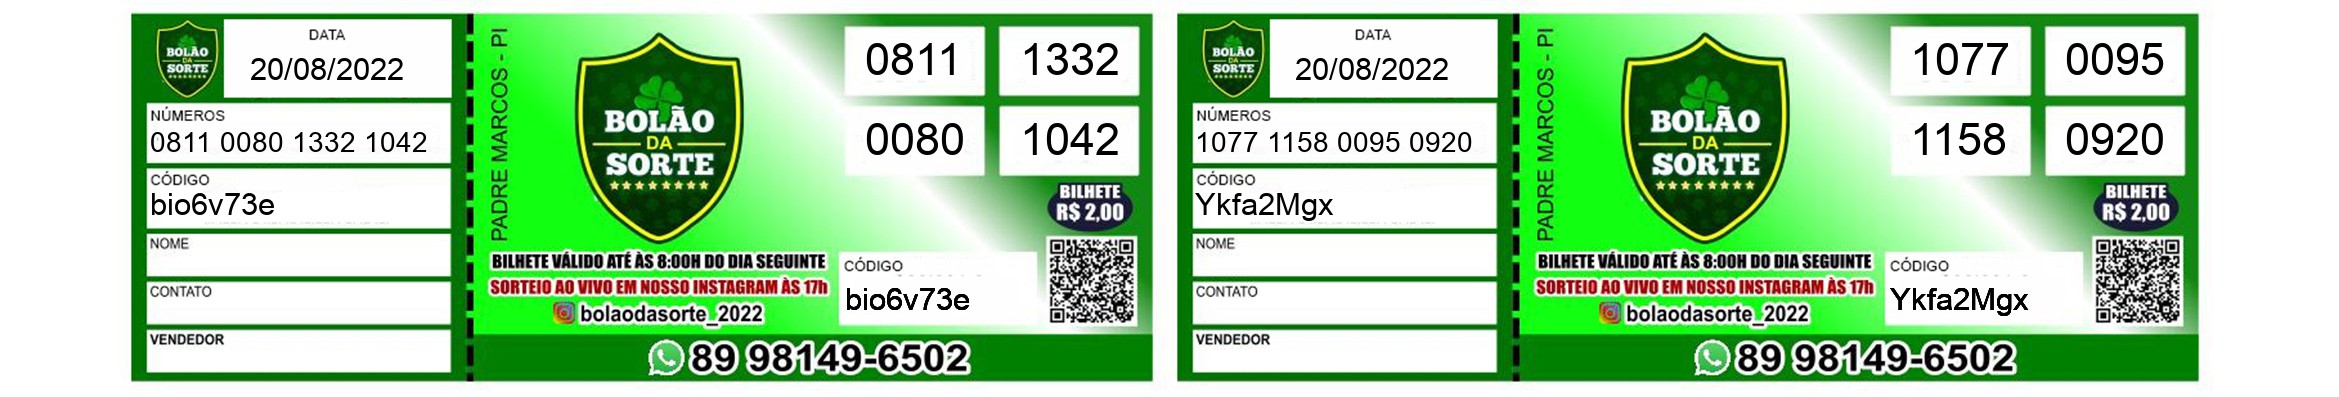 BOLÃO
DA
SORTE
DATA
20/08/2022
NÚMEROS
0811 0080 1332 1042
CÓDIGO
bio6v73e
NOME
CONTATO
VENDEDOR
PADRE MARCOS - PI
BOLÃO
DA
SORTE
0811 1332
0080 1042
BILHETE
R$ 2,00
BILHETE VÁLIDO ATÉ ÀS 8:00H DO DIA SEGUINTE
SORTEIO AO VIVO EM NOSSO INSTAGRAM ÀS 17h
bolaodasorte_2022
CÓDIGO
bio6v73e
89 98149-6502
BOLÃO
DA
SORTE
DATA
20/08/2022
NÚMEROS
1077 1158 0095 0920
CÓDIGO
Ykfa2Mgx
NOME
CONTATO
VENDEDOR
PADRE MARCOS - PI
BOLÃO
DA
SORTE
1077 0095
1158 0920
BILHETE
R$ 2,00
BILHETE VÁLIDO ATÉ ÀS 8:00H DO DIA SEGUINTE
SORTEIO AO VIVO EM NOSSO INSTAGRAM ÀS 17h
bolaodasorte_2022
CÓDIGO
Ykfa2Mgx
89 98149-6502